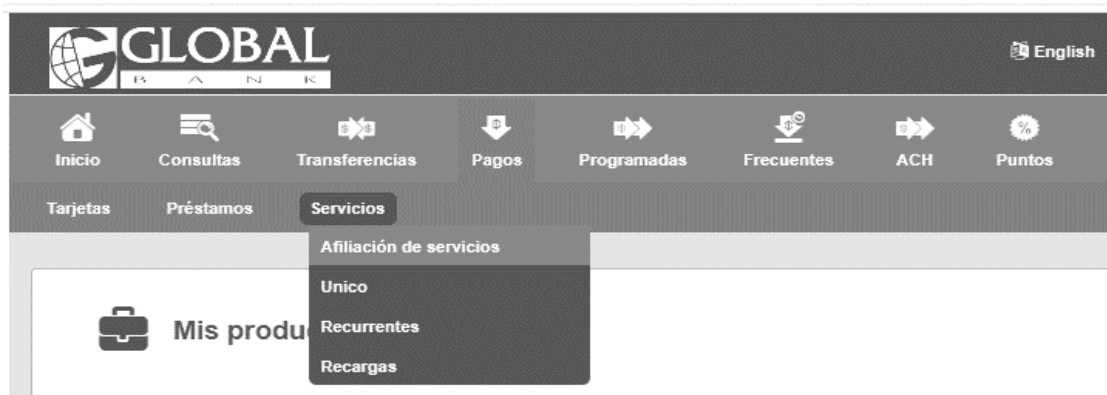 GLOBAL
BANK
English
Inicio Consultas Transferencias Pagos Programadas Frecuentes ACH Puntos
Tarjetas Préstamos Servicios
Afiliación de servicios
Unico
Mis produ
Recurrentes
Recargas